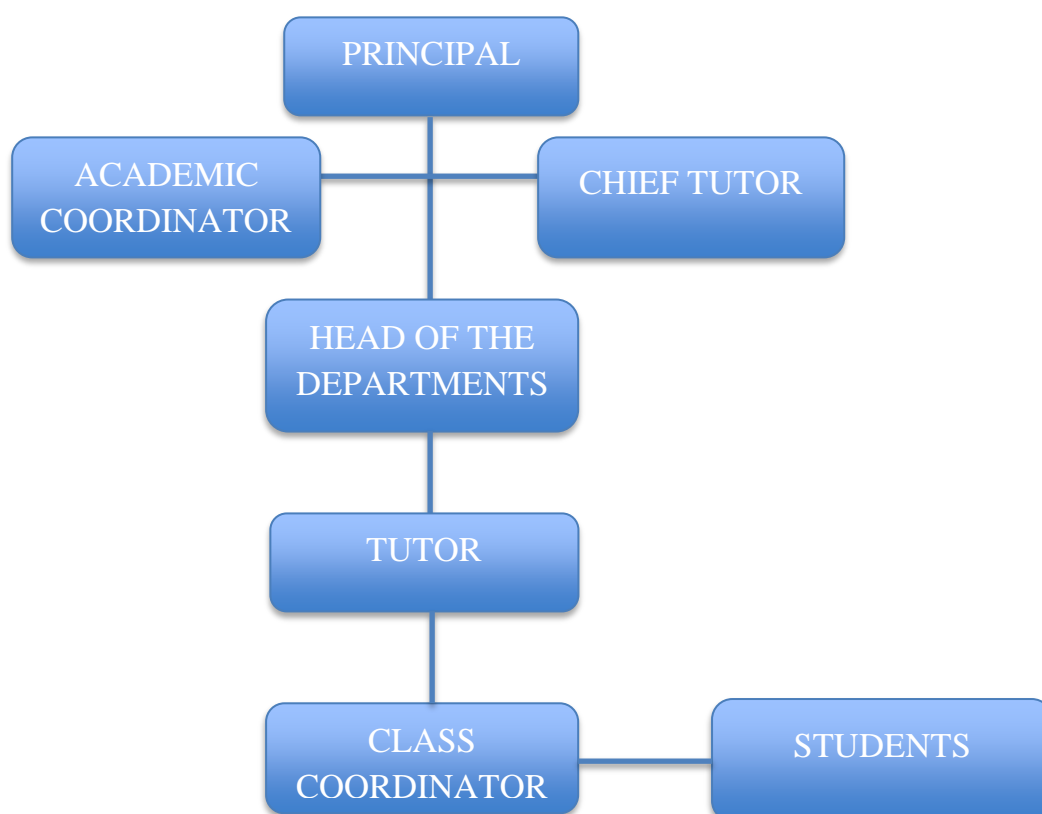 PRINCIPAL
ACADEMIC
COORDINATOR
CHIEF TUTOR
HEAD OF THE
DEPARTMENTS
TUTOR
CLASS
COORDINATOR
STUDENTS